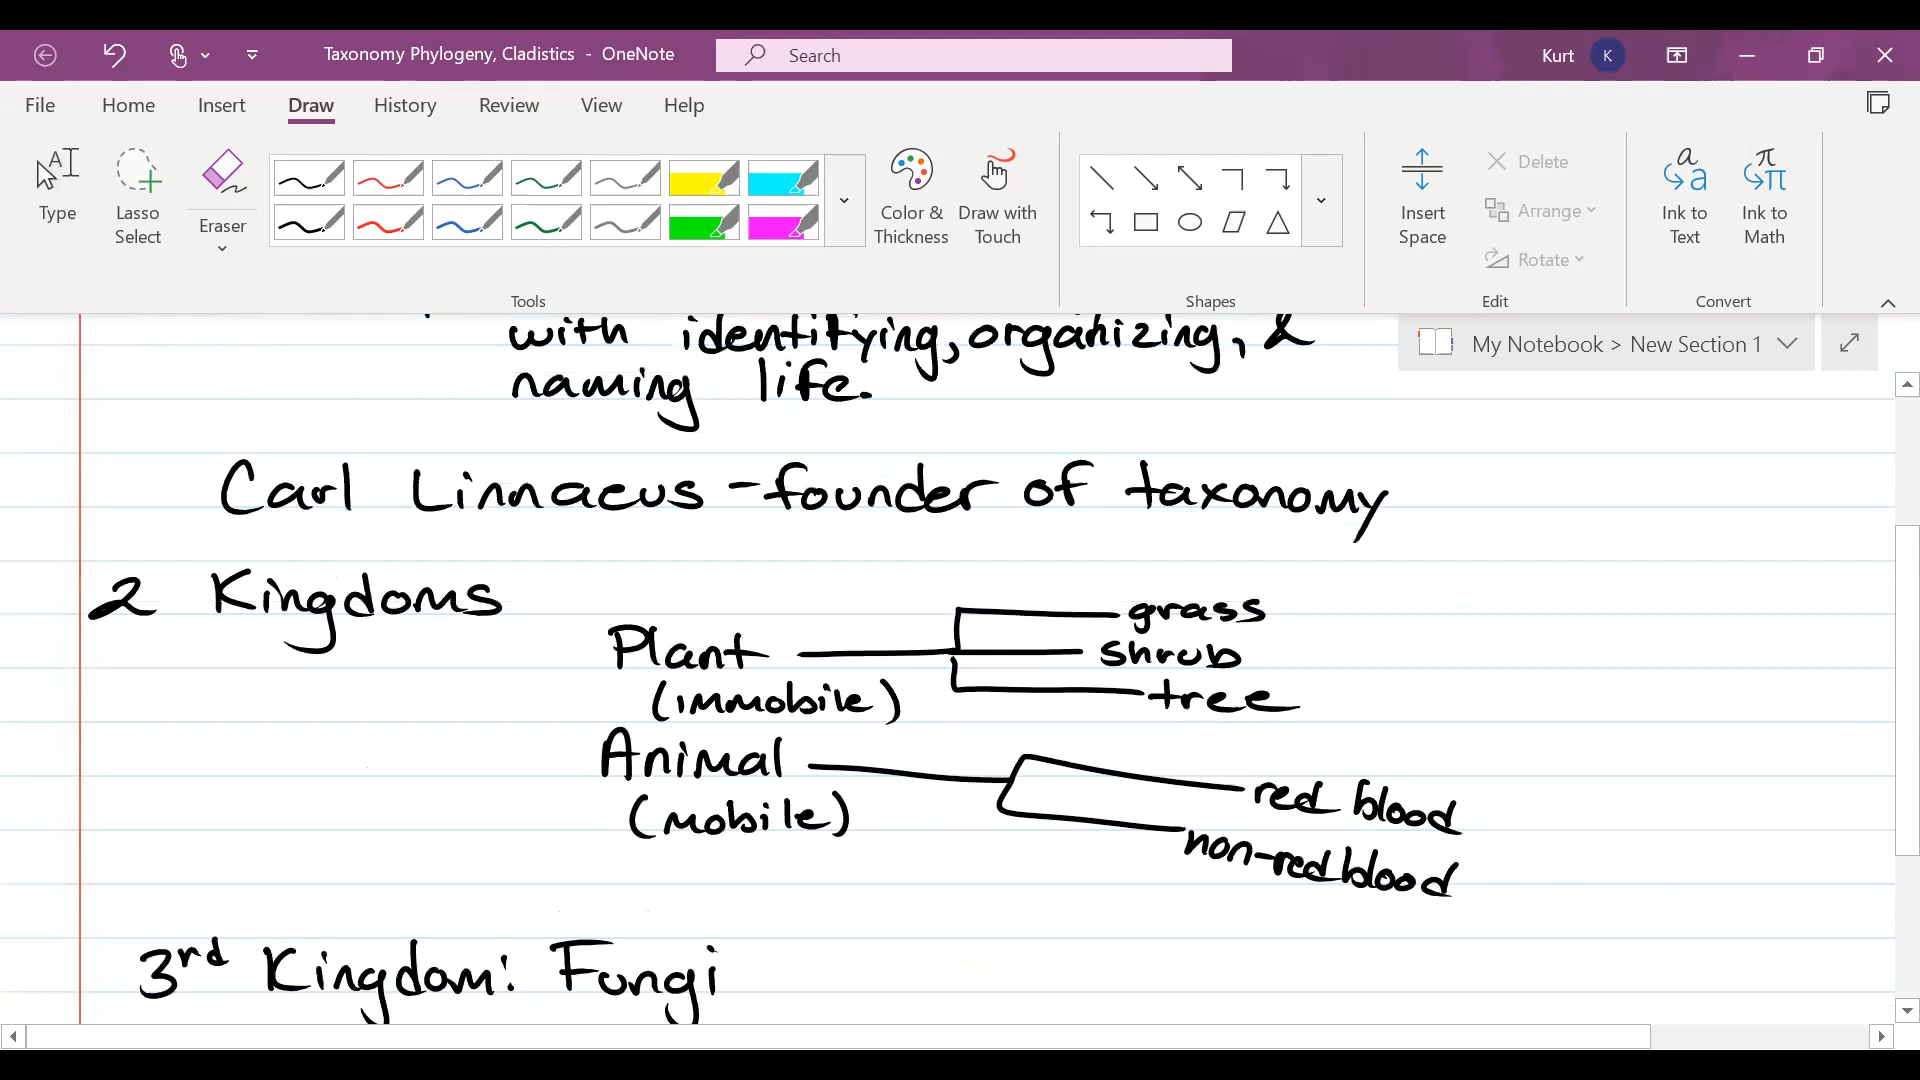 Taxonomy Phylogeny, Cladistics - OneNote
Search
Kurt
K
File Home Insert Draw History Review View Help
Type
Lasso Select
Eraser
Color & Thickness
Draw with Touch
Insert Space
Delete
Arrange
Rotate
Ink to Text
Ink to Math
Tools
Shapes
Edit
Convert
My Notebook > New Section 1
with identifying, organizing, &
naming life.
Carl Linnaeus - founder of taxonomy
2 Kingdoms
Plant
(immobile)
grass
shrub
tree
Animal
(mobile)
red blood
non-red blood
3rd Kingdom: Fungi